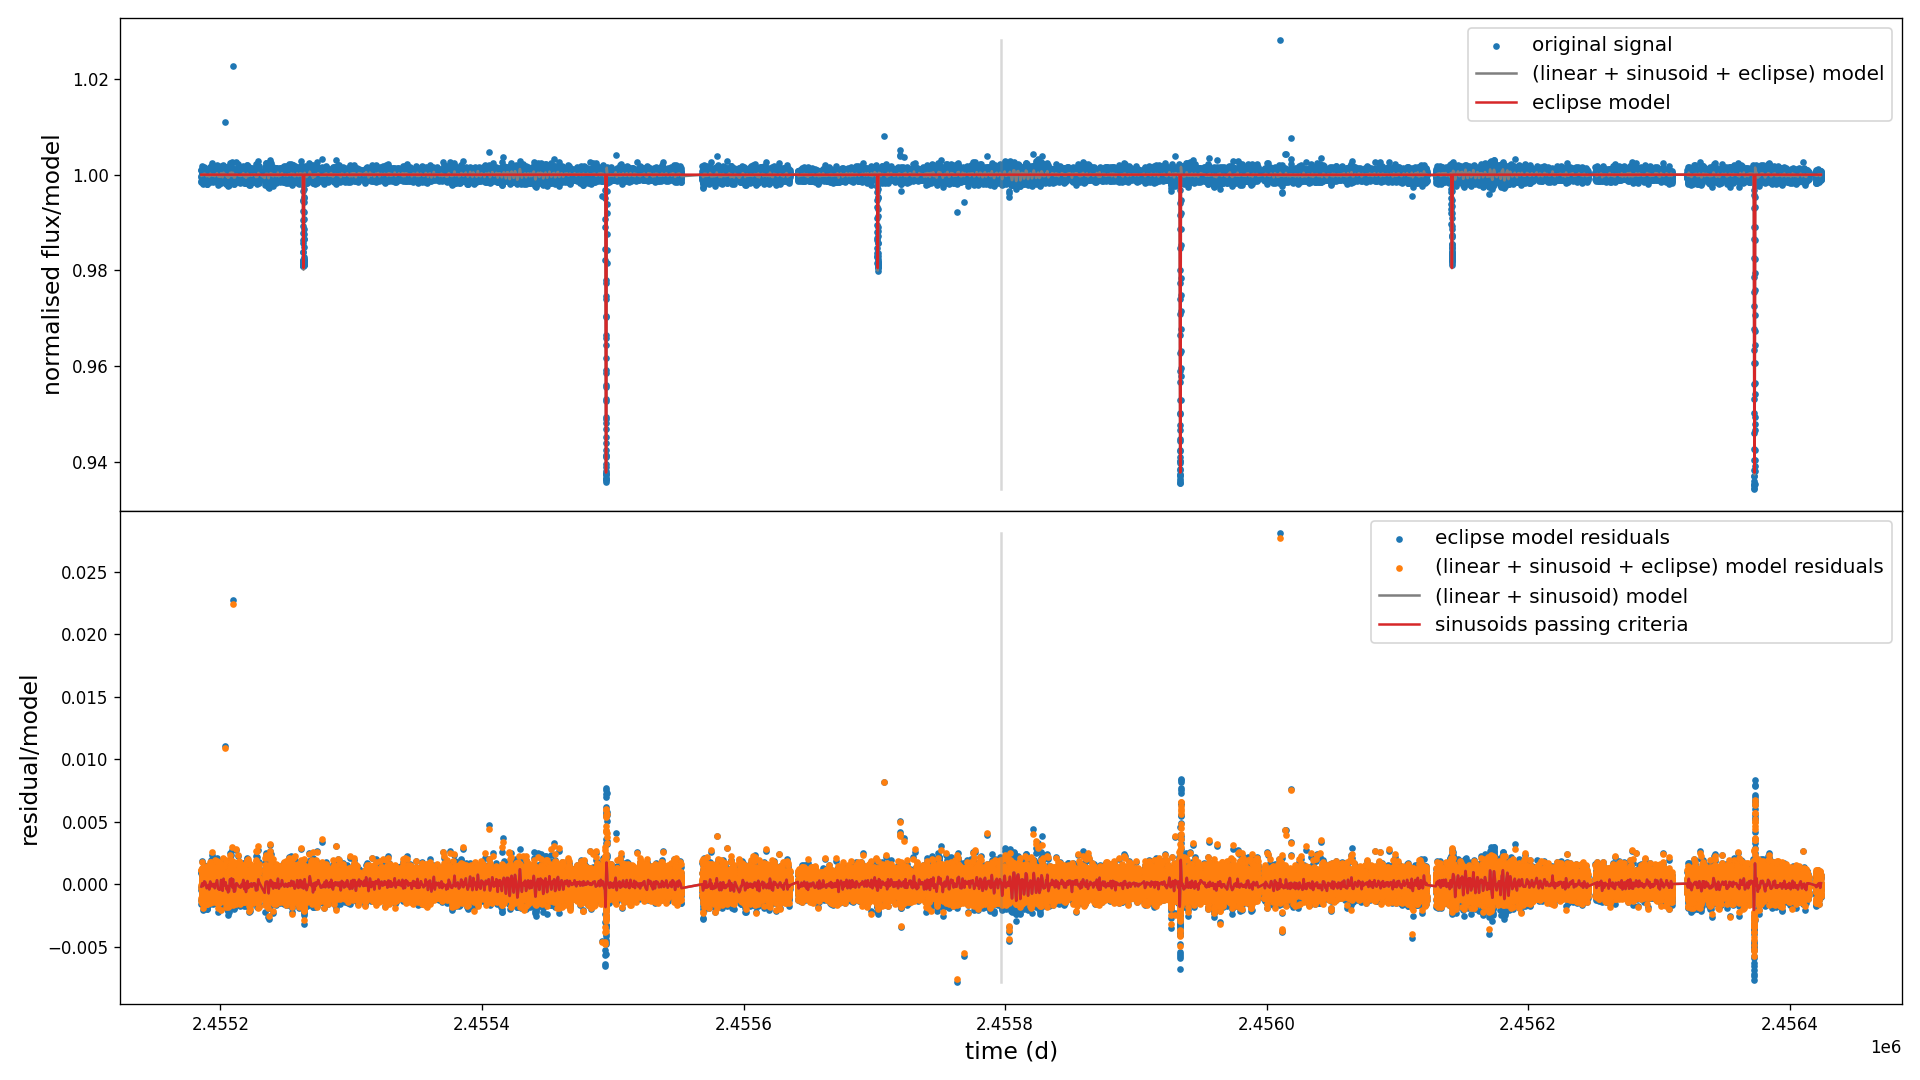 normalised flux/model
1.02
1.00
0.98
0.96
0.94
original signal
(linear + sinusoid + eclipse) model
eclipse model
residual/model
0.025
0.020
0.015
0.010
0.005
0.000
−0.005
eclipse model residuals
(linear + sinusoid + eclipse) model residuals
(linear + sinusoid) model
sinusoids passing criteria
2.4552
2.4554
2.4556
2.4558
2.4560
2.4562
2.4564
1e6
time (d)